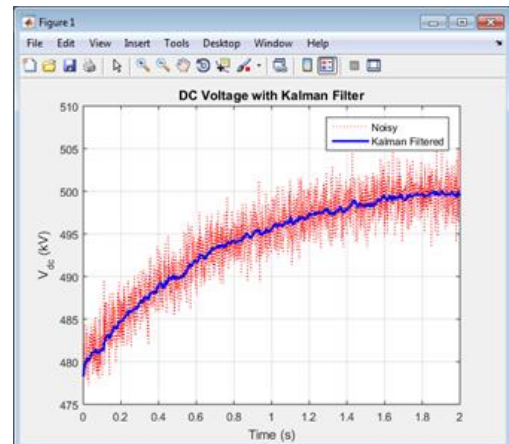 Figure 1
File Edit View Insert Tools Desktop Window Help
DC Voltage with Kalman Filter
Noisy
Kalman Filtered
510
505
500
495
490
485
480
475
V_dc (kV)
0 0.2 0.4 0.6 0.8 1 1.2 1.4 1.6 1.8 2
Time (s)